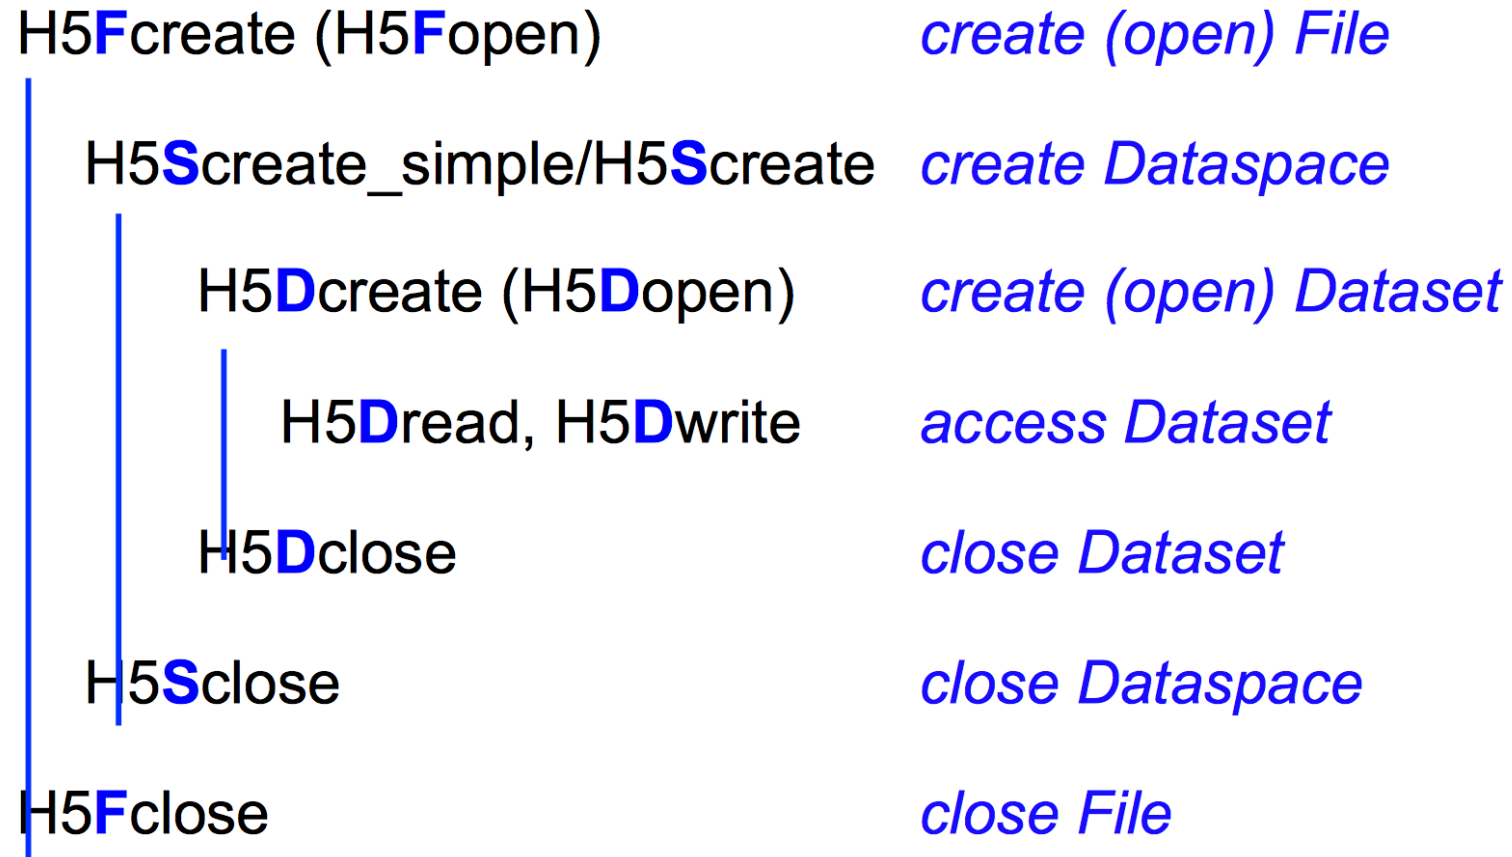 H5Fcreate (H5Fopen) create (open) File
H5Screate_simple/H5Screate create Dataspace
H5Dcreate (H5Dopen) create (open) Dataset
H5Dread, H5Dwrite access Dataset
H5Dclose close Dataset
H5Sclose close Dataspace
H5Fclose close File